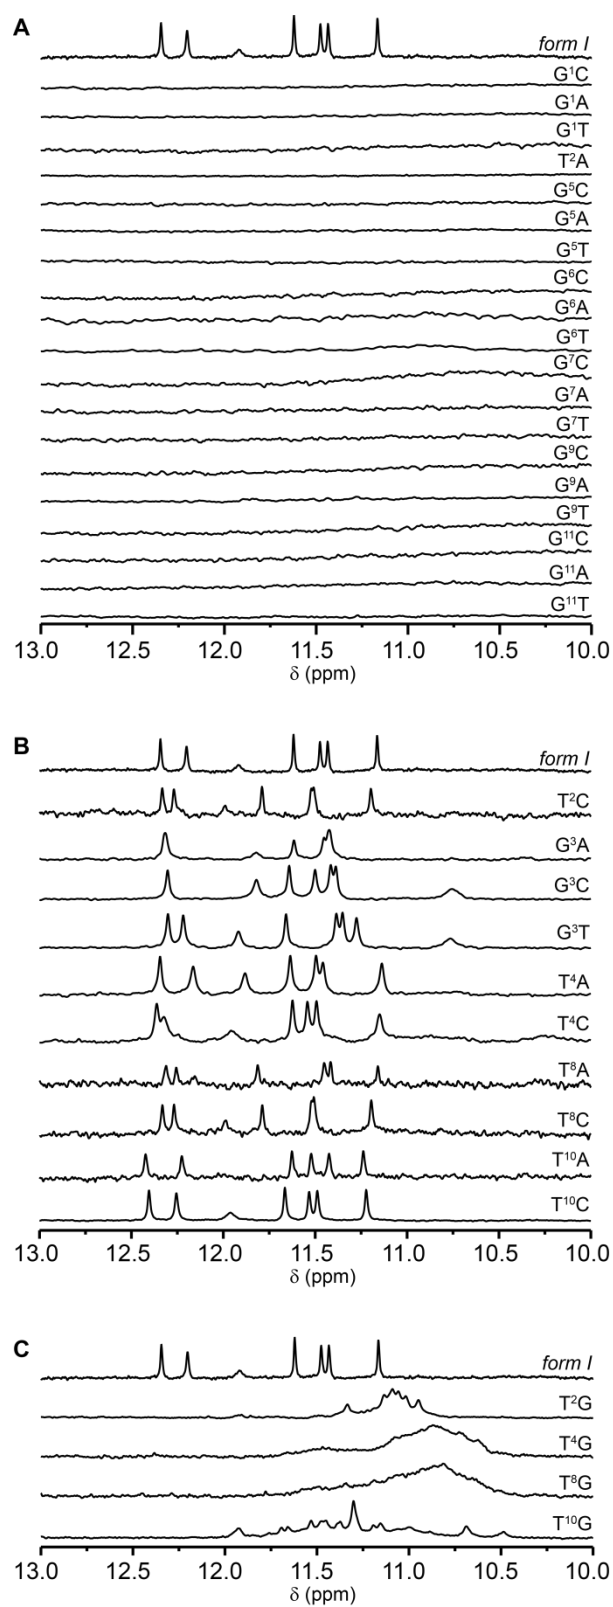 A
form I
G¹C
G¹A
G¹T
T²A
G⁵C
G⁵A
G⁵T
G⁶C
G⁶A
G⁶T
G⁷C
G⁷A
G⁷T
G⁹C
G⁹A
G⁹T
G¹¹C
G¹¹A
G¹¹T
13.0 12.5 12.0 11.5 11.0 10.5 10.0
δ (ppm)
B
form I
T²C
G³A
G³C
G³T
T⁴A
T⁴C
T⁸A
T⁸C
T¹⁰A
T¹⁰C
13.0 12.5 12.0 11.5 11.0 10.5 10.0
δ (ppm)
C
form I
T²G
T⁴G
T⁸G
T¹⁰G
13.0 12.5 12.0 11.5 11.0 10.5 10.0
δ (ppm)